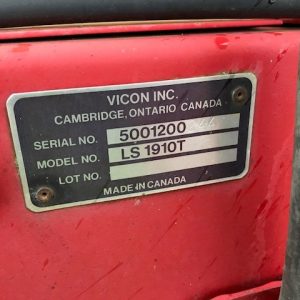 VICON INC.
CAMBRIDGE, ONTARIO CANADA
SERIAL NO. 5001200
MODEL NO. LS 1910T
LOT NO.
MADE IN CANADA